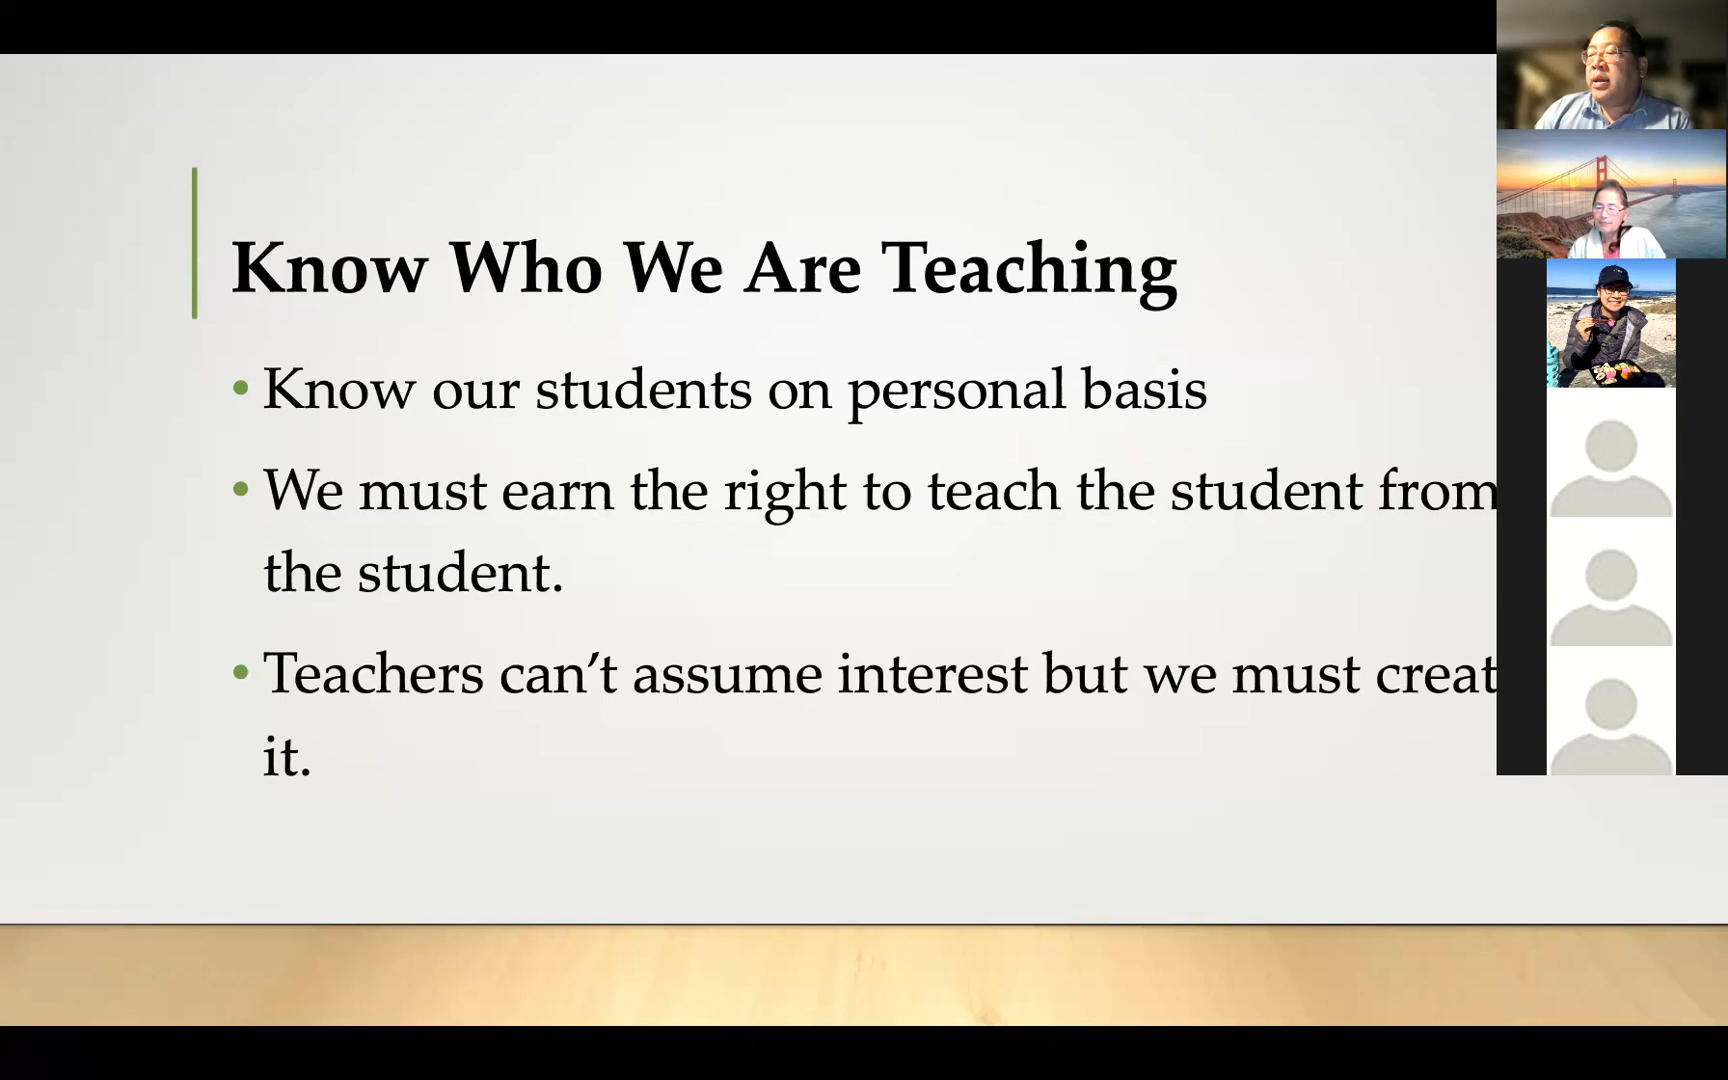 Know Who We Are Teaching
• Know our students on personal basis
• We must earn the right to teach the student from
the student.
• Teachers can’t assume interest but we must creat
it.